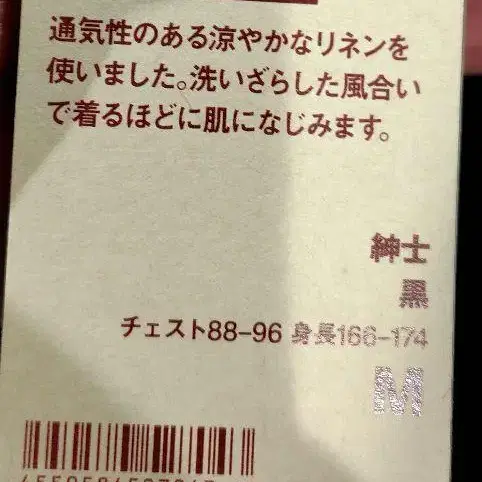 通気性のある涼やかなリネンを
使いました。洗いざらした風合い
で着るほどに肌になじみます。
紳士
黒
チェスト88-96 身長166-174
M